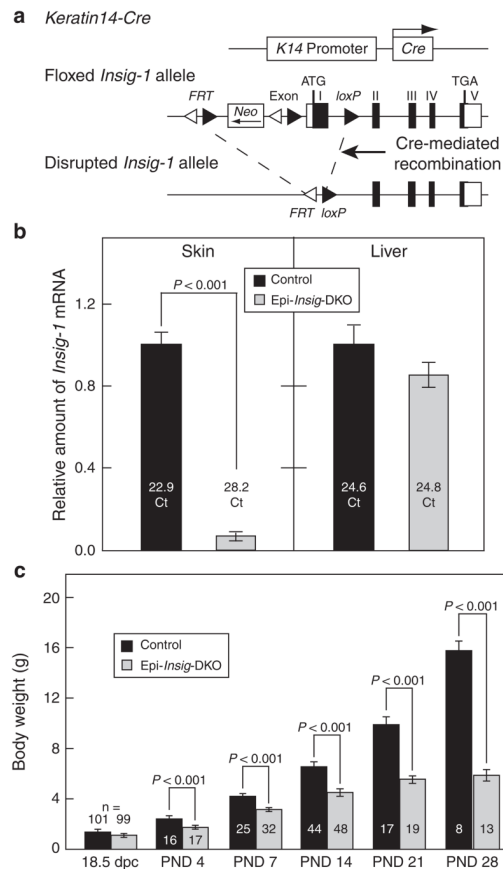 a
Keratin14-Cre
K14 Promoter
Cre
Floxed Insig-1 allele
ATG
TGA
FRT
Neo
Exon
I
loxP
II
III
IV
V
Disrupted Insig-1 allele
Cre-mediated
recombination
FRT loxP
b
Skin
Liver
P < 0.001
Control
Epi-Insig-DKO
Relative amount of Insig-1 mRNA
1.2
0.8
0.4
0.0
22.9
Ct
28.2
Ct
24.6
Ct
24.8
Ct
c
Body weight (g)
20
16
12
8
4
0
Control
Epi-Insig-DKO
n =
101 99
P < 0.001
16 17
P < 0.001
25 32
P < 0.001
44 48
P < 0.001
17 19
P < 0.001
8 13
18.5 dpc PND 4 PND 7 PND 14 PND 21 PND 28